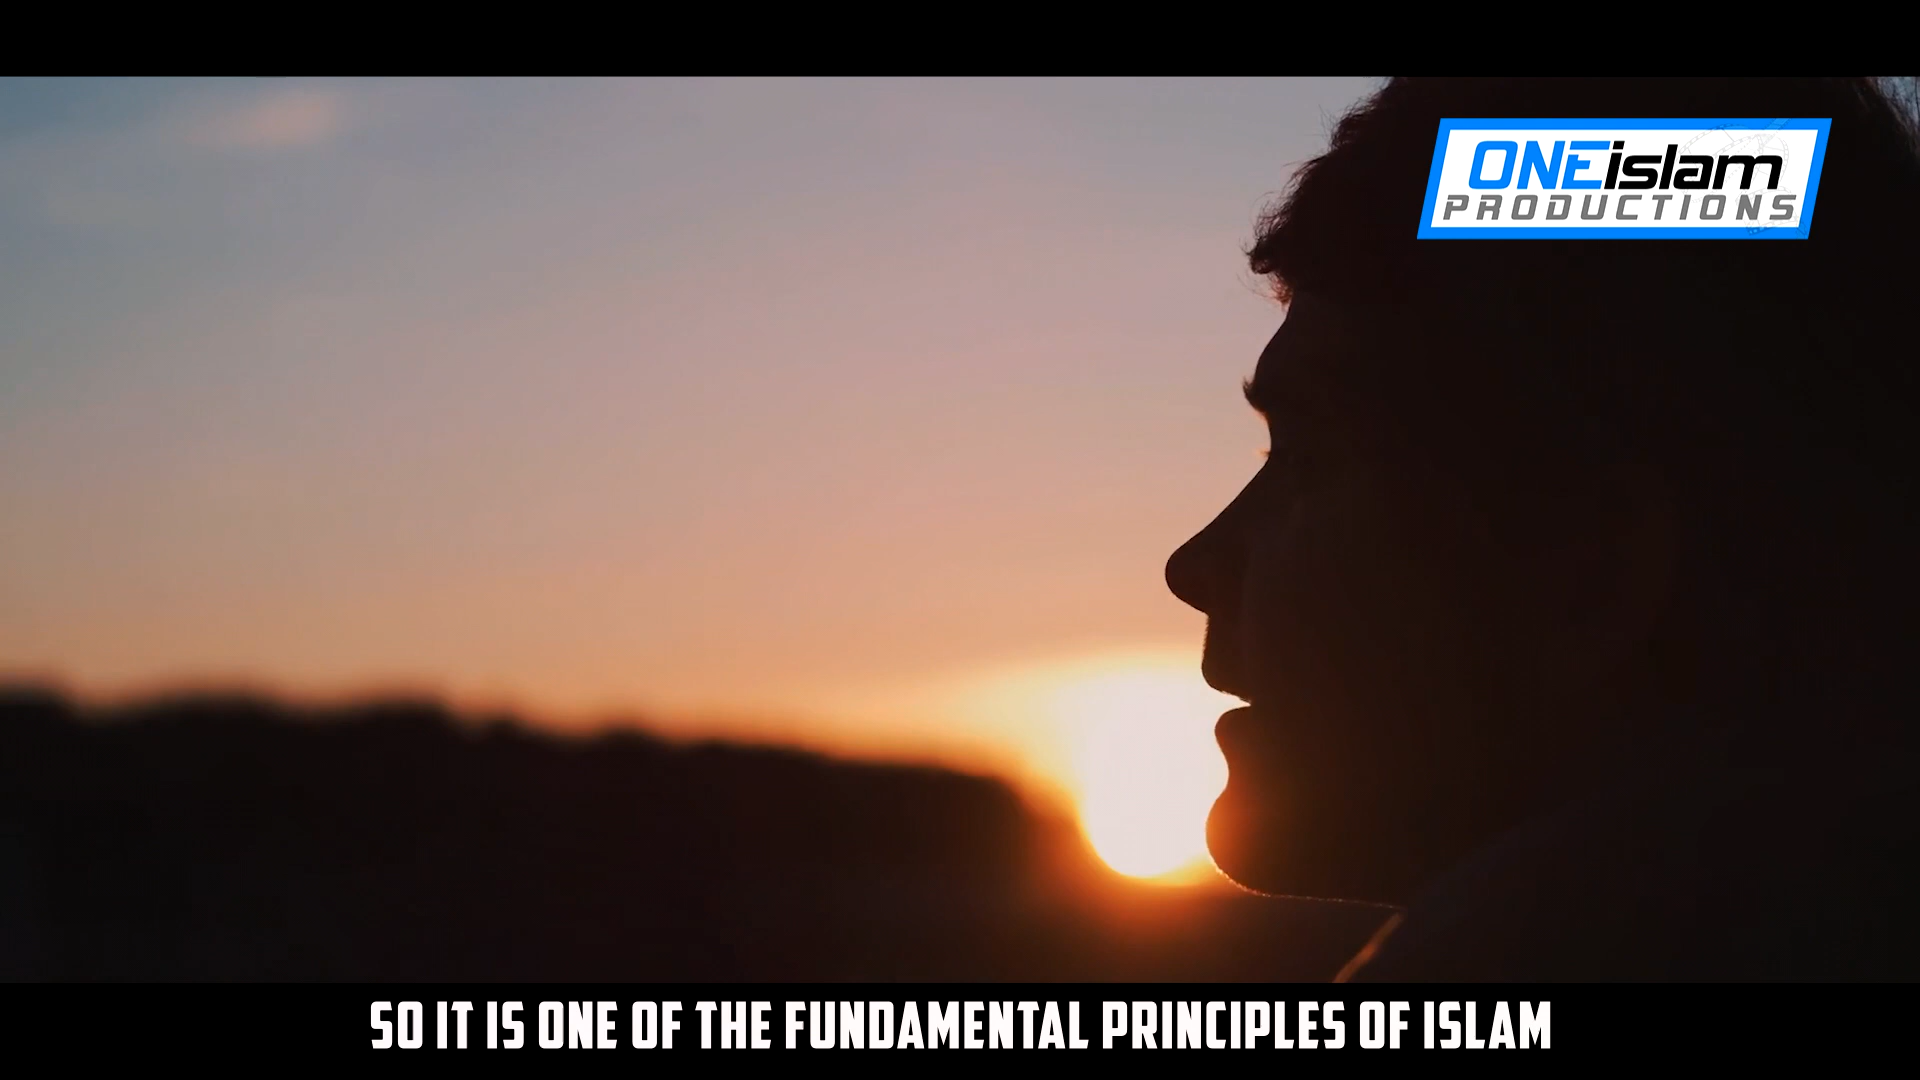 ONEislam
PRODUCTIONS
SO IT IS ONE OF THE FUNDAMENTAL PRINCIPLES OF ISLAM